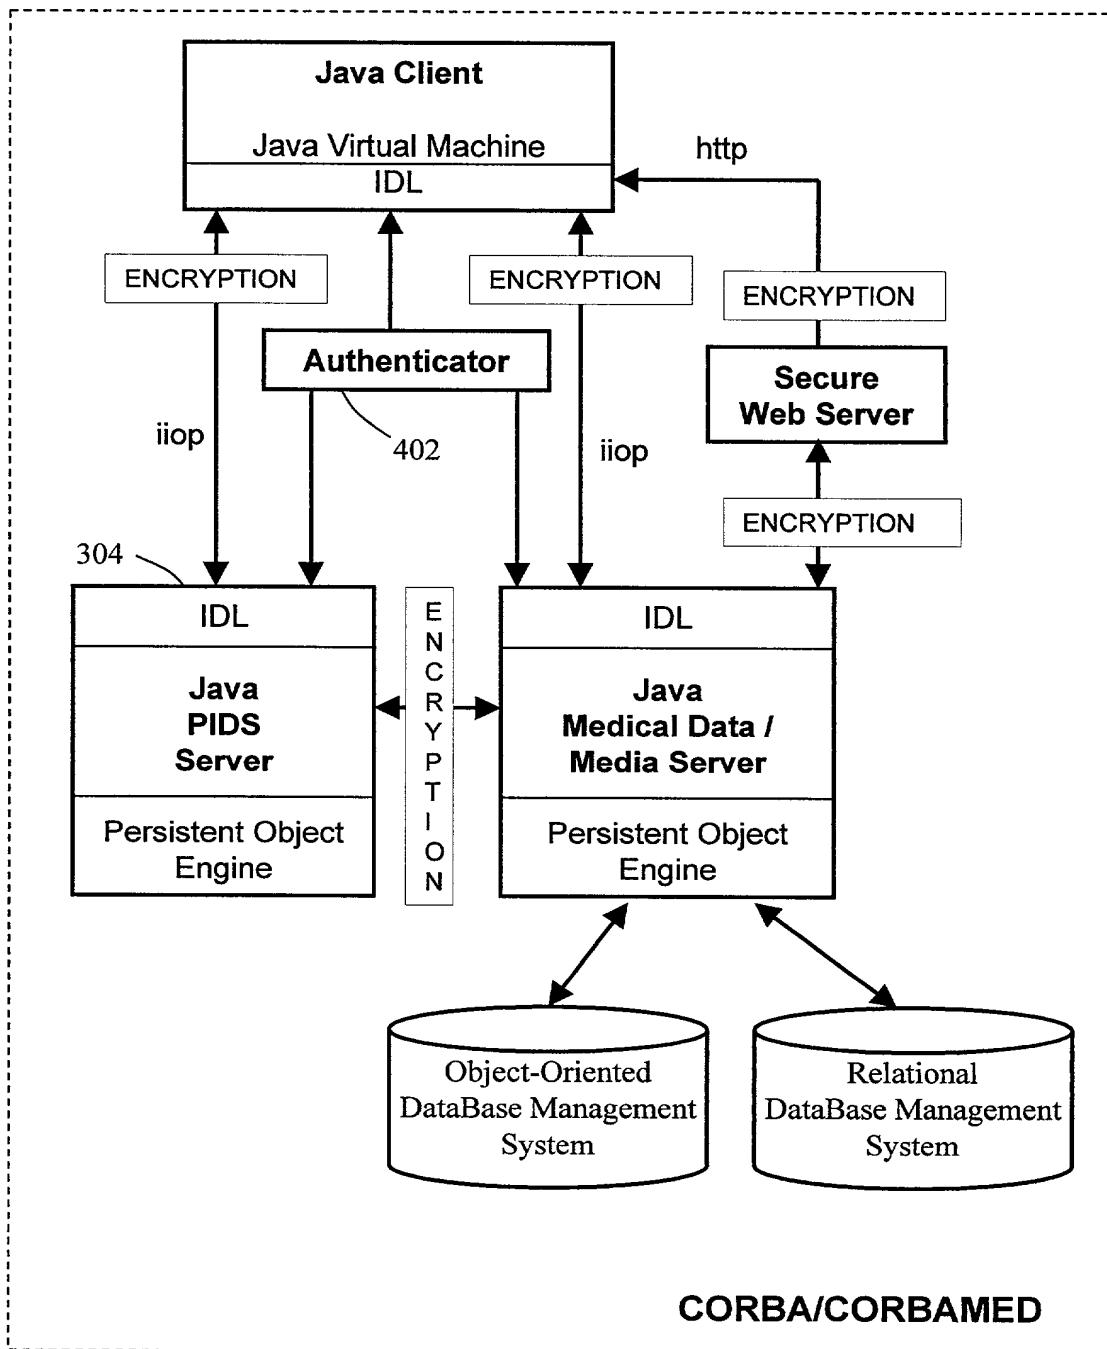 Java Client
Java Virtual Machine
IDL
http
ENCRYPTION
ENCRYPTION
ENCRYPTION
Authenticator
Secure
Web Server
iiop
402
iiop
ENCRYPTION
304
IDL
Java
PIDS
Server
Persistent Object
Engine
ENCRYPTION
IDL
Java
Medical Data /
Media Server
Persistent Object
Engine
Object-Oriented
DataBase Management
System
Relational
DataBase Management
System
CORBA/CORBAMED